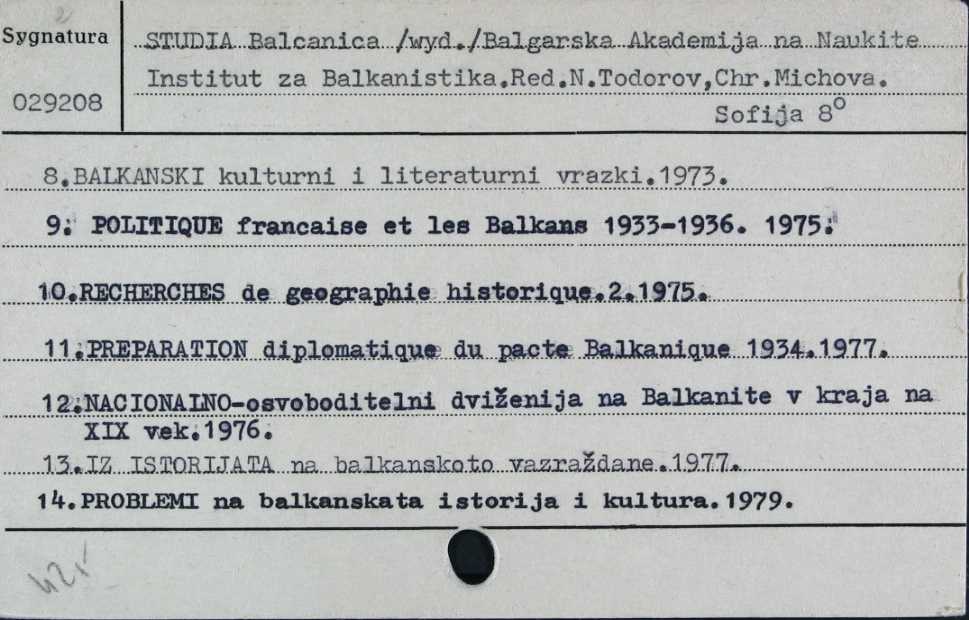 2
Sygnatura
029208
STUDIA Balcanica /wyd./Balgarska Akademija na Naukite
Institut za Balkanistika.Red.N.Todorov,Chr.Michova.
Sofija 8⁰
8.BALKANSKI kulturni i literaturni vrazki.1973.
9. POLITIQUE francaise et les Balkans 1933-1936. 1975.
10.RECHERCHES de geographie historique.2.1975.
11.PREPARATION diplomatique du pacte Balkanique 1934.1977.
12.NACIONALNO-osvoboditelni dviženija na Balkanite v kraja na
XIX vek.1976.
13.IZ ISTORIJATA na balkanskoto vazraždane.1977.
14.PROBLEMI na balkanskata istorija i kultura.1979.